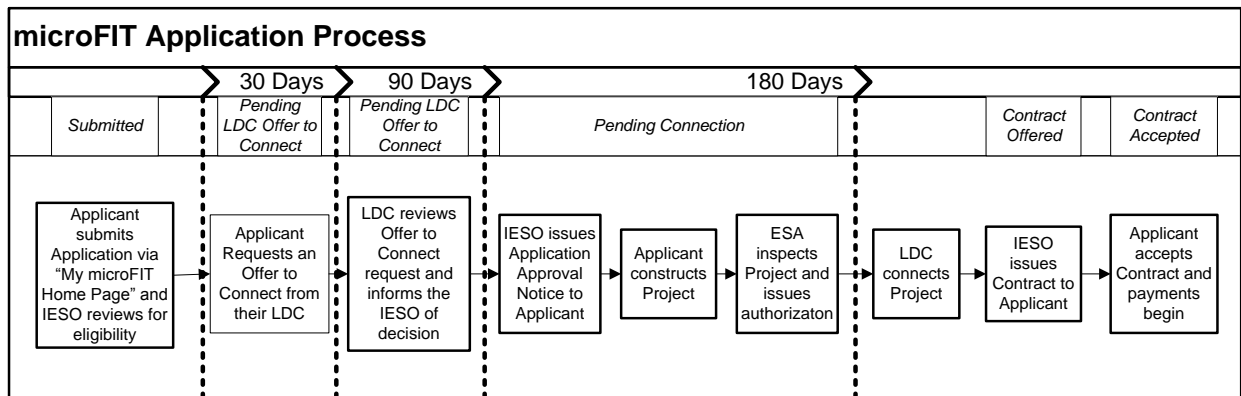 microFIT Application Process
30 Days
90 Days
180 Days
Submitted
Pending
LDC Offer to
Connect
Pending LDC
Offer to
Connect
Pending Connection
Contract
Offered
Contract
Accepted
Applicant
submits
Application via
“My microFIT
Home Page” and
IESO reviews for
eligibility
Applicant
Requests an
Offer to
Connect from
their LDC
LDC reviews
Offer to
Connect
request and
informs the
IESO of
decision
IESO issues
Application
Approval
Notice to
Applicant
Applicant
constructs
Project
ESA
inspects
Project and
issues
authorizaton
LDC
connects
Project
IESO
issues
Contract to
Applicant
Applicant
accepts
Contract and
payments
begin